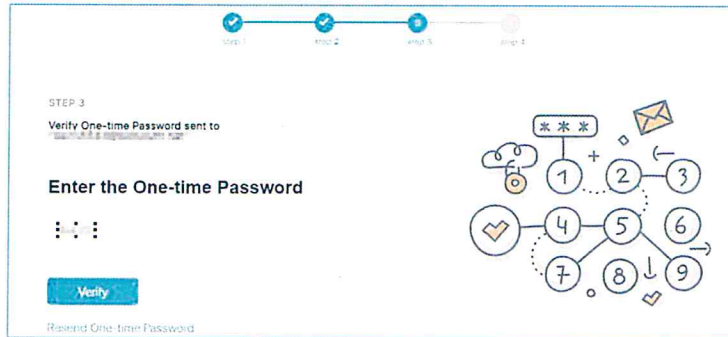 step 1
step 2
step 3
step 4
STEP 3
Verify One-time Password sent to
Enter the One-time Password
Verify
Resend One-time Password
* * *
1
2
3
4
5
6
7
8
9